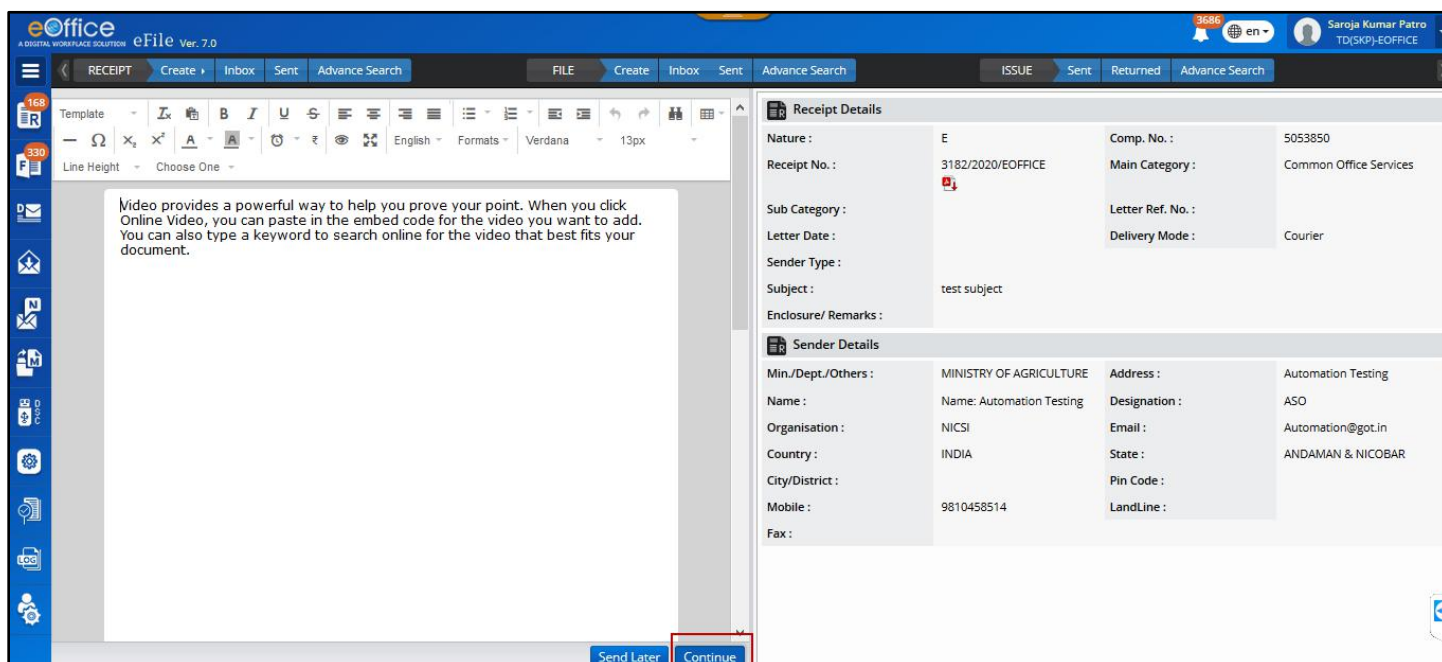 eOffice
A DIGITAL WORKPLACE SOLUTION eFile Ver. 7.0
3686
en
Saroja Kumar Patro
TD(SKP)-EOFFICE
RECEIPT Create Inbox Sent Advance Search FILE Create Inbox Sent Advance Search ISSUE Sent Returned Advance Search
168
330
Template
English Formats Verdana 13px
Line Height Choose One
Video provides a powerful way to help you prove your point. When you click
Online Video, you can paste in the embed code for the video you want to add.
You can also type a keyword to search online for the video that best fits your
document.
Send Later Continue
Receipt Details
Nature : E Comp. No. : 5053850
Receipt No. : 3182/2020/EOFFICE Main Category : Common Office Services
Sub Category : Letter Ref. No. :
Letter Date : Delivery Mode : Courier
Sender Type :
Subject : test subject
Enclosure/ Remarks :
Sender Details
Min./Dept./Others : MINISTRY OF AGRICULTURE Address : Automation Testing
Name : Name: Automation Testing Designation : ASO
Organisation : NICSI Email : Automation@got.in
Country : INDIA State : ANDAMAN & NICOBAR
City/District : Pin Code :
Mobile : 9810458514 LandLine :
Fax :
DSC
LOG